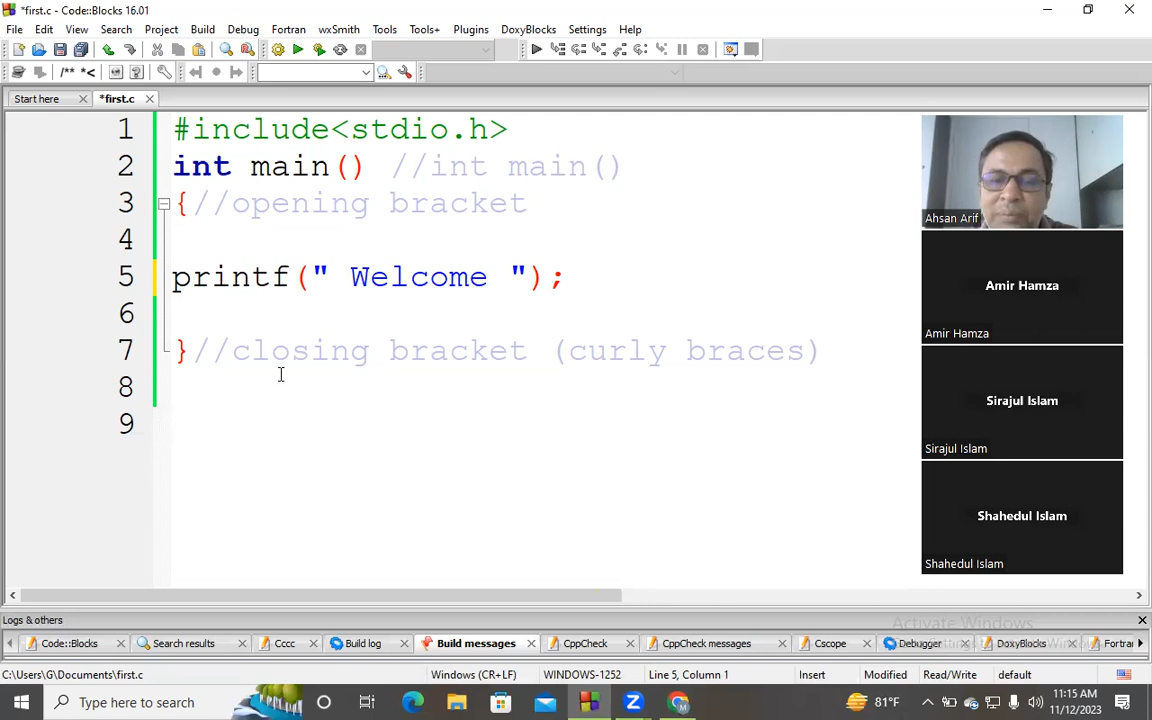 *first.c - Code::Blocks 16.01
File Edit View Search Project Build Debug Fortran wxSmith Tools Tools+ Plugins DoxyBlocks Settings Help
/** *<
Start here *first.c
1 #include<stdio.h>
2 int main() //int main()
3 {//opening bracket
4
5 printf(" Welcome ");
6
7 }//closing bracket (curly braces)
8
9
Ahsan Arif
Amir Hamza
Amir Hamza
Sirajul Islam
Sirajul Islam
Shahedul Islam
Shahedul Islam
Logs & others
Activate Windows
Code::Blocks Search results Cccc Build log Build messages CppCheck CppCheck messages Cscope Debugger DoxyBlocks Fortran
C:\Users\G\Documents\first.c Windows (CR+LF) WINDOWS-1252 Line 5, Column 1 Insert Modified Read/Write default
Type here to search 81°F 11:15 AM
11/12/2023